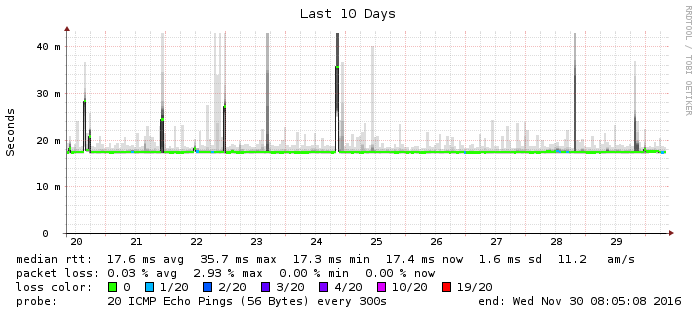 Last 10 Days
RRDTOOL / TOBI OETIKER
Seconds
40 m
30 m
20 m
10 m
0
20 21 22 23 24 25 26 27 28 29
median rtt: 17.6 ms avg 35.7 ms max 17.3 ms min 17.4 ms now 1.6 ms sd 11.2 am/s
packet loss: 0.03 % avg 2.93 % max 0.00 % min 0.00 % now
loss color: 0 1/20 2/20 3/20 4/20 10/20 19/20
probe: 20 ICMP Echo Pings (56 Bytes) every 300s end: Wed Nov 30 08:05:08 2016